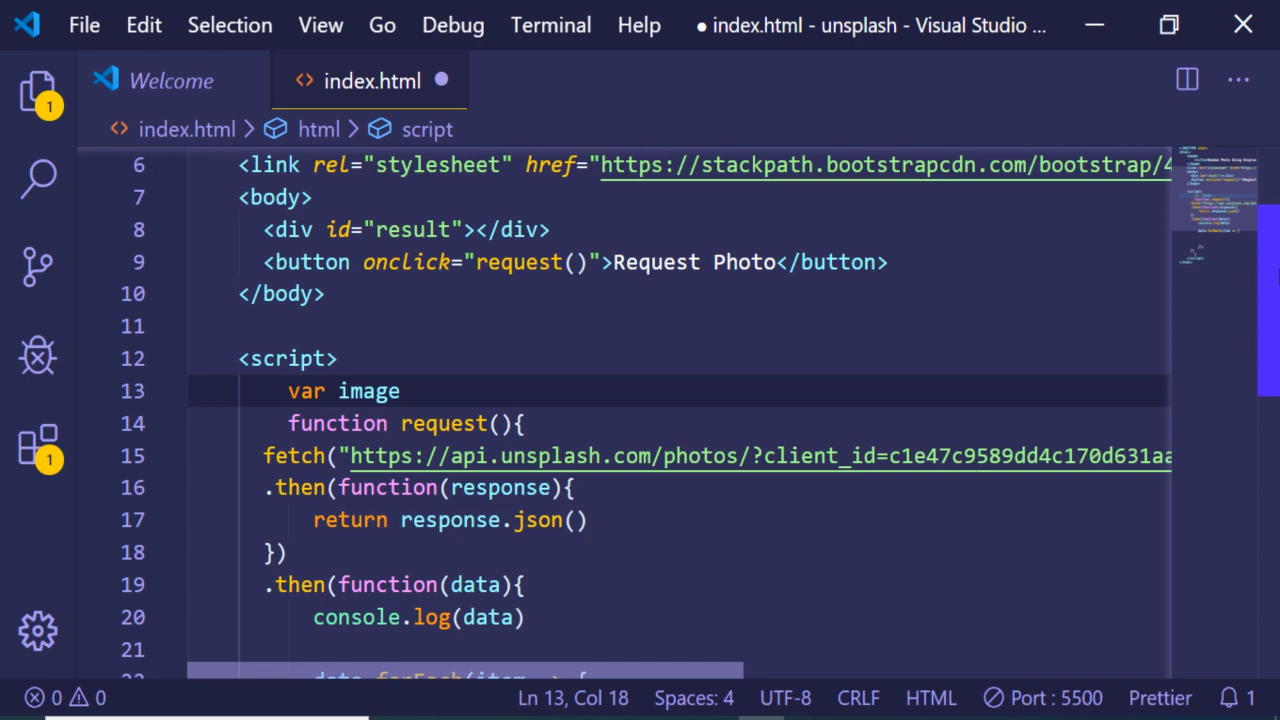 File Edit Selection View Go Debug Terminal Help ● index.html - unsplash - Visual Studio ...
Welcome index.html
index.html > html > script
1
1
6 <link rel="stylesheet" href="https://stackpath.bootstrapcdn.com/bootstrap/4
7 <body>
8 <div id="result"></div>
9 <button onclick="request()">Request Photo</button>
10 </body>
11
12 <script>
13 var image
14 function request(){
15 fetch("https://api.unsplash.com/photos/?client_id=c1e47c9589dd4c170d631aa
16 .then(function(response){
17 return response.json()
18 })
19 .then(function(data){
20 console.log(data)
21
0 0 Ln 13, Col 18 Spaces: 4 UTF-8 CRLF HTML Port : 5500 Prettier 1